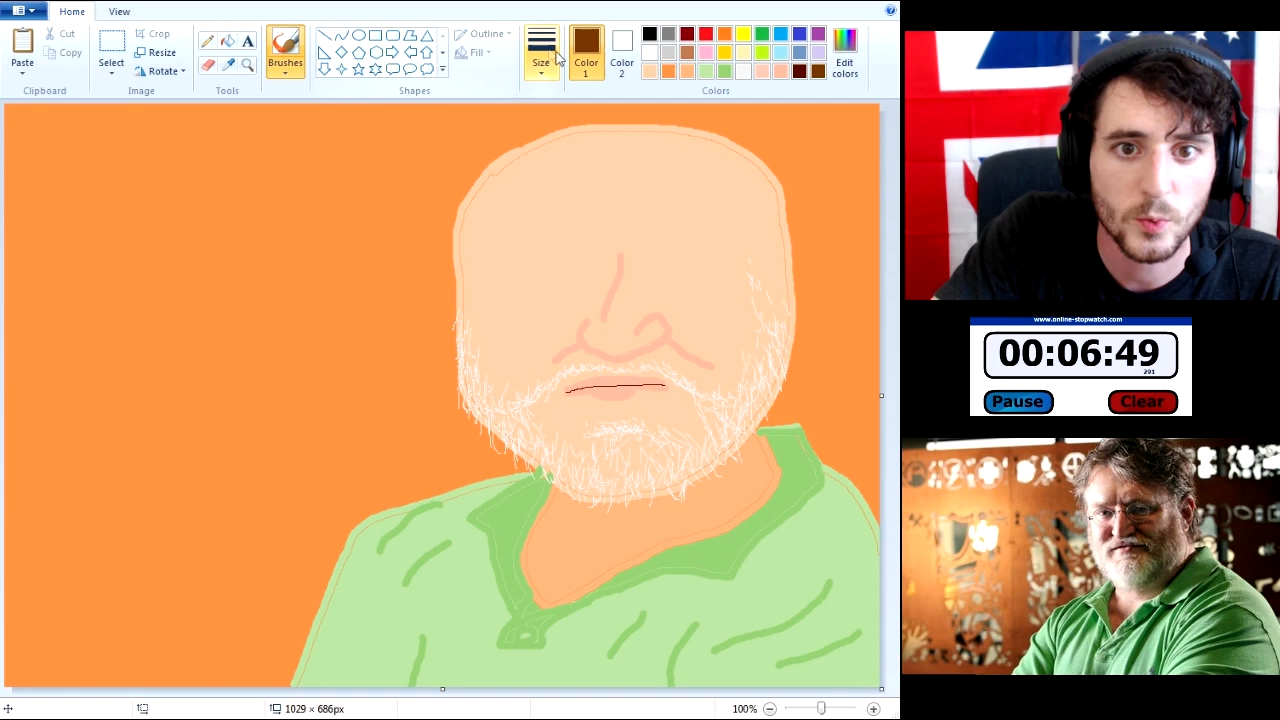 Home View
Cut
Copy
Paste
Clipboard
Crop
Resize
Rotate
Select
Image
Tools
Brushes
Outline
Fill
Shapes
Size
Color 1
Color 2
Edit colors
Colors
www.online-stopwatch.com
00:06:49
291
Pause Clear
1029 × 686px
100%